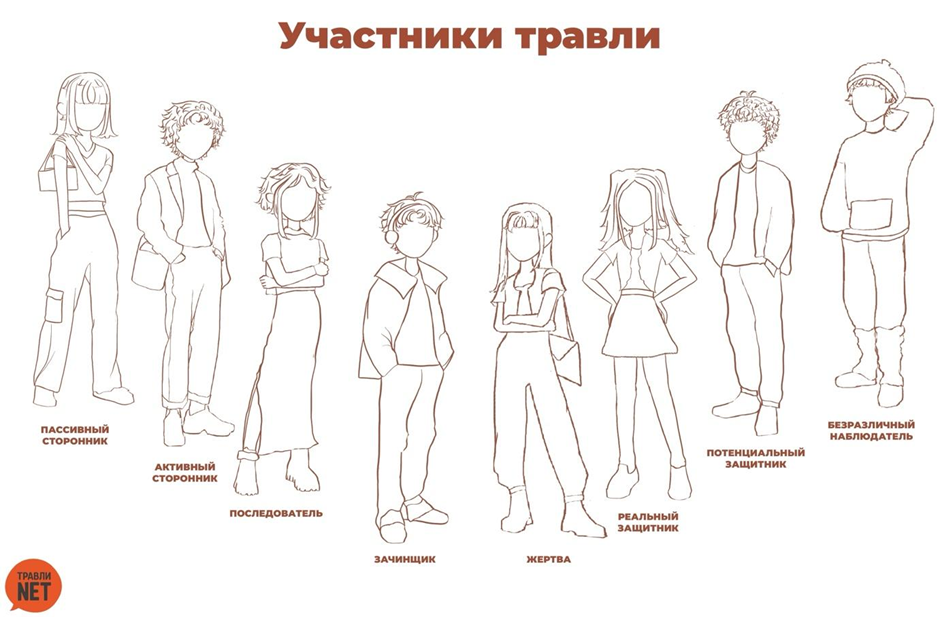 Участники травли
ПАССИВНЫЙ
СТОРОННИК
АКТИВНЫЙ
СТОРОННИК
ПОСЛЕДОВАТЕЛЬ
ЗАЧИНЩИК
ЖЕРТВА
РЕАЛЬНЫЙ
ЗАЩИТНИК
ПОТЕНЦИАЛЬНЫЙ
ЗАЩИТНИК
БЕЗРАЗЛИЧНЫЙ
НАБЛЮДАТЕЛЬ
ТРАВЛИ
NET